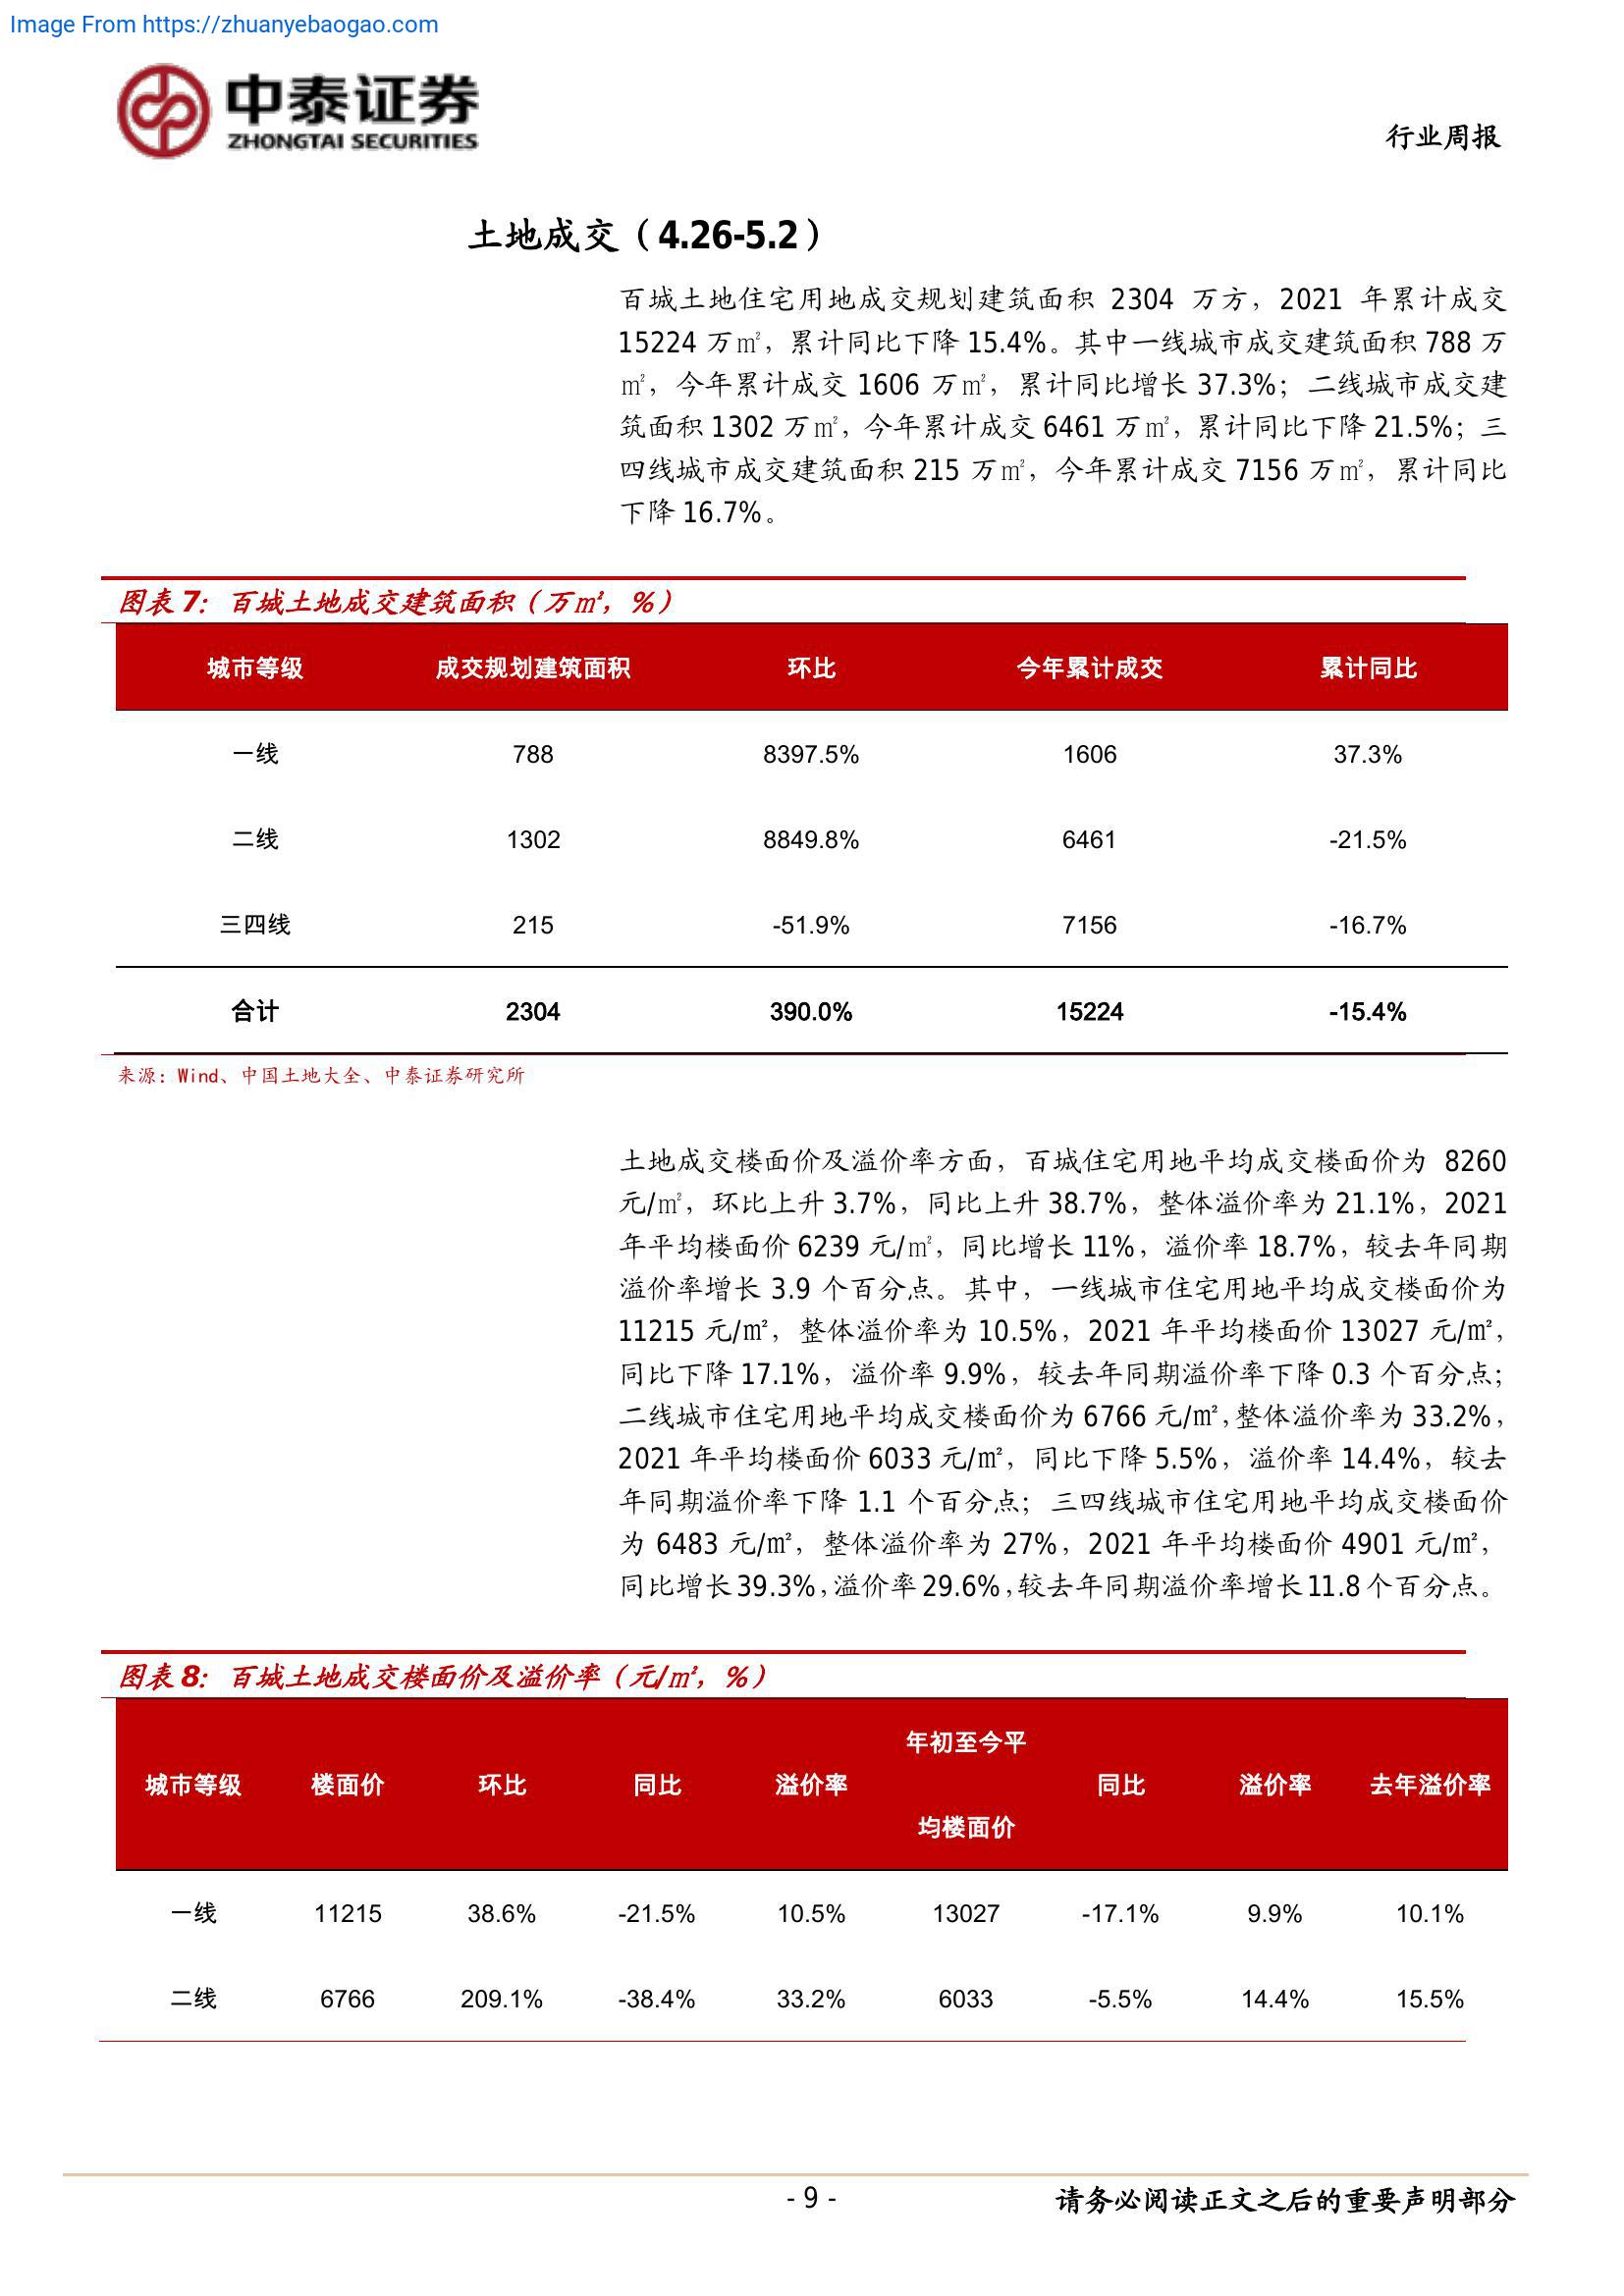 Image From https://zhuanyebaogao.com
中泰证券
ZHONGTAI SECURITIES
行业周报
土地成交（4.26-5.2）
百城土地住宅用地成交规划建筑面积 2304 万方，2021 年累计成交
15224 万㎡，累计同比下降 15.4%。其中一线城市成交建筑面积 788 万
㎡，今年累计成交 1606 万㎡，累计同比增长 37.3%；二线城市成交建
筑面积 1302 万㎡，今年累计成交 6461 万㎡，累计同比下降 21.5%；三
四线城市成交建筑面积 215 万㎡，今年累计成交 7156 万㎡，累计同比
下降 16.7%。
图表 7：百城土地成交建筑面积（万㎡，%）
城市等级 成交规划建筑面积 环比 今年累计成交 累计同比
一线 788 8397.5% 1606 37.3%
二线 1302 8849.8% 6461 -21.5%
三四线 215 -51.9% 7156 -16.7%
合计 2304 390.0% 15224 -15.4%
来源：Wind、中国土地大全、中泰证券研究所
土地成交楼面价及溢价率方面，百城住宅用地平均成交楼面价为 8260
元/㎡，环比上升 3.7%，同比上升 38.7%，整体溢价率为 21.1%，2021
年平均楼面价 6239 元/㎡，同比增长 11%，溢价率 18.7%，较去年同期
溢价率增长 3.9 个百分点。其中，一线城市住宅用地平均成交楼面价为
11215 元/㎡，整体溢价率为 10.5%，2021 年平均楼面价 13027 元/㎡，
同比下降 17.1%，溢价率 9.9%，较去年同期溢价率下降 0.3 个百分点；
二线城市住宅用地平均成交楼面价为 6766 元/㎡，整体溢价率为 33.2%，
2021 年平均楼面价 6033 元/㎡，同比下降 5.5%，溢价率 14.4%，较去
年同期溢价率下降 1.1 个百分点；三四线城市住宅用地平均成交楼面价
为 6483 元/㎡，整体溢价率为 27%，2021 年平均楼面价 4901 元/㎡，
同比增长 39.3%，溢价率 29.6%，较去年同期溢价率增长 11.8 个百分点。
图表 8：百城土地成交楼面价及溢价率（元/㎡，%）
城市等级 楼面价 环比 同比 溢价率 年初至今平 同比 溢价率 去年溢价率
均楼面价
一线 11215 38.6% -21.5% 10.5% 13027 -17.1% 9.9% 10.1%
二线 6766 209.1% -38.4% 33.2% 6033 -5.5% 14.4% 15.5%
- 9 -
请务必阅读正文之后的重要声明部分